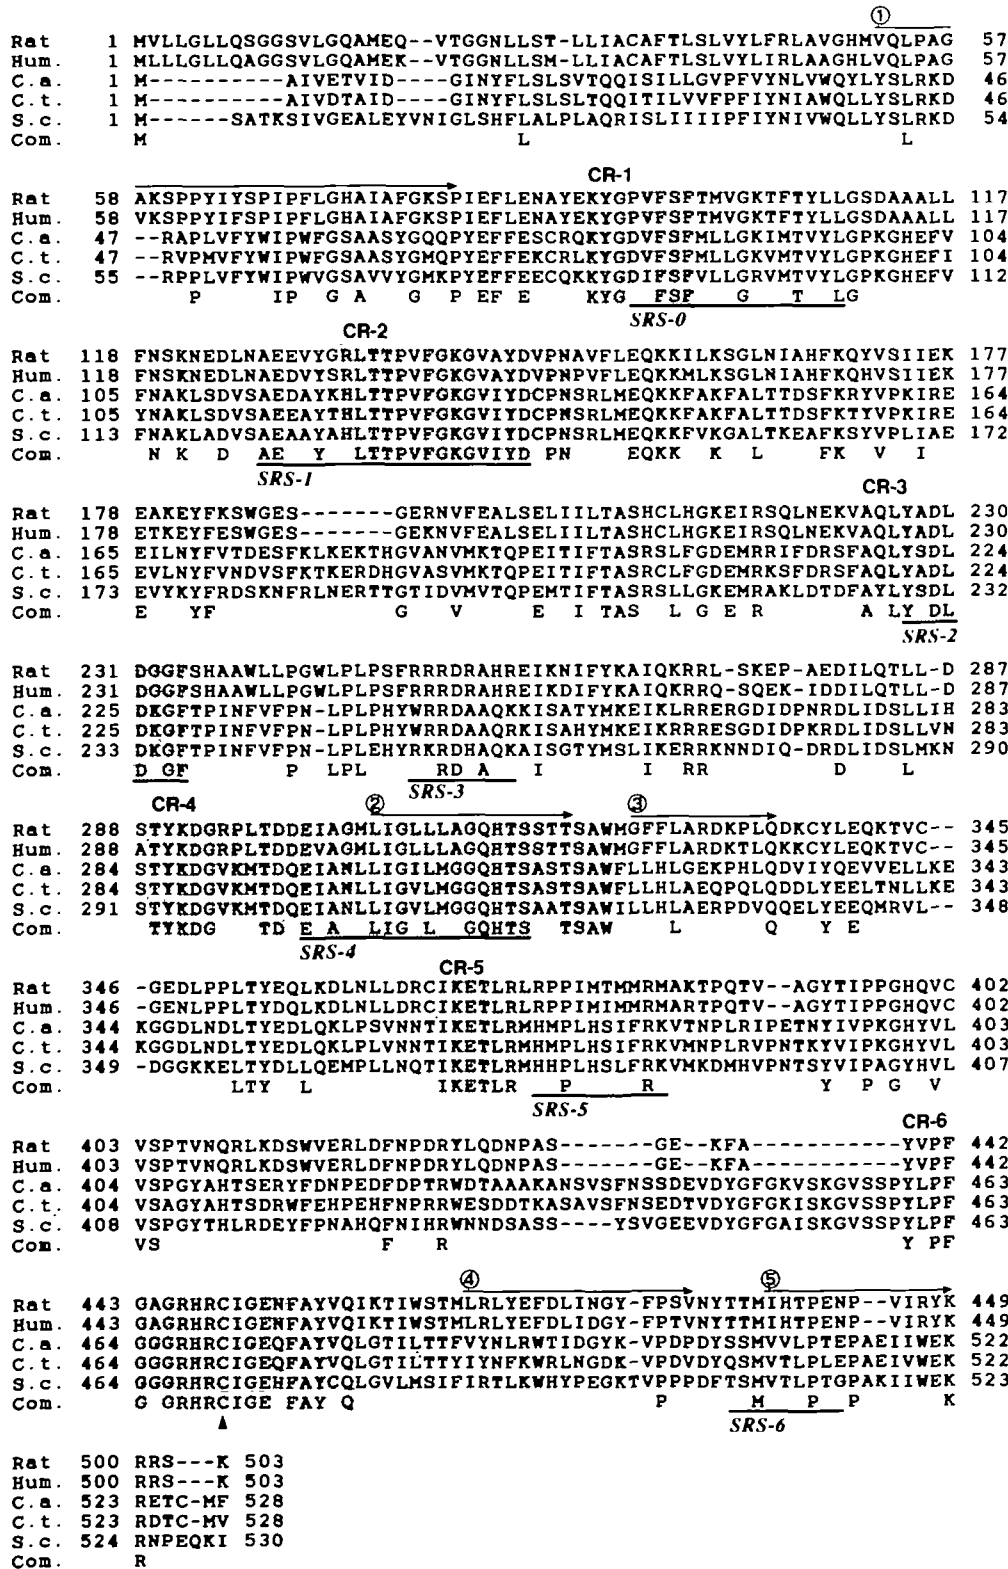 ①
Rat 1 MVLLGLLQSGGSVLGQAMEQ--VTGGNLLST-LLIACAFTLSLVYLFRLAVGHMVQLPAG 57
Hum. 1 MLLLGLLQAGGSVLGQAMEK--VTGGNLLSM-LLIACAFTLSLVYLIRLAAGHLVQLPAG 57
C.a. 1 M-------AIVETVID----GINYFLSLSVTQQISILLGVPFVYNLVWQYLYSLRKD 46
C.t. 1 M-------AIVDTAID----GINYFLSLSLTQQITILVVFPFIYNIAWQLLYSLRKD 46
S.c. 1 M------SATKSIVGEALEYVNIGLSHFLALPLAQRISLIIIIPFIYNIVWQLLYSLRKD 54
Com. M L L
CR-1
Rat 58 AKSPPYIYSPIPFLGHAIAFGKSPIEFLENAYEKYGPVFSFTMVGKTFTYLLGSDAAALL 117
Hum. 58 VKSPPYIFSPIPFLGHAIAFGKSPIEFLENAYEKYGPVFSFTMVGKTFTYLLGSDAAALL 117
C.a. 47 --RAPLVFYWIPWFGSAASYGQQPYEFFESCRQKYGDVFSFMLLGKIMTVYLGPKGHEFV 104
C.t. 47 --RVPMVFYWIPWFGSAASYGMQPYEFFEKCRLKYGDVFSFMLLGKVMTVYLGPKGHEFI 104
S.c. 55 --RPPLVFYWIPWVGSAVVYGMKPYEFFEECQKKYGDIFSFVLLGRVMTVYLGPKGHEFV 112
Com. P IP G A G P EF E KYG FSF G T LG
SRS-0
CR-2
Rat 118 FNSKNEDLNAEEVYGRLTTPVFGKGVAYDVPNAVFLEQKKILKSGLNIAHFKQYVSIIEK 177
Hum. 118 FNSKNEDLNAEDVYSRLTTPVFGKGVAYDVPNPVFLEQKKMLKSGLNIAHFKQHVSIIEK 177
C.a. 105 FNAKLSDVSAEDAYKHLTTPVFGKGVIYDCPNSRLMEQKKFAKFALTTDSFKRYVPKIRE 164
C.t. 105 YNAKLSDVSAEEAYTHLTTPVFGKGVIYDCPNSRLMEQKKFAKFALTTDSFKTYVPKIRE 164
S.c. 113 FNAKLADVSAEAAYAHLTTPVFGKGVIYDCPNSRLMEQKKFVKGALTKEAFKSYVPLIAE 172
Com. N K D AE Y LTTPVFGKGVIYD PN EQKK K L FK V I
SRS-1
CR-3
Rat 178 EAKEYFKSWGES-------GERNVFEALSELIILTASHCLHGKEIRSQLNEKVAQLYADL 230
Hum. 178 ETKEYFESWGES-------GEKNVFEALSELIILTASHCLHGKEIRSQLNEKVAQLYADL 230
C.a. 165 EILNYFVTDESFKLKEKTHGVANVMKTQPEITIFTASRSLFGDEMRRIFDRSFAQLYSDL 224
C.t. 165 EVLNYFVNDVSFKTKERDHGVASVMKTQPEITIFTASRCLFGDEMRKSFDRSFAQLYADL 224
S.c. 173 EVYKYFRDSKNFRLNERTTGTIDVMVTQPEMTIFTASRSLLGKEMRAKLDTDFAYLYSDL 232
Com. E YF G V E I TAS L G E R A LY DL
SRS-2
Rat 231 DGGFSHAAWLLPGWLPLPSFRRRDRAHREIKNIFYKAIQKRRL-SKEP-AEDILQTLL-D 287
Hum. 231 DGGFSHAAWLLPGWLPLPSFRRRDRAHREIKDIFYKAIQKRRQ-SQEK-IDDILQTLL-D 287
C.a. 225 DKGFTPINFVFPN-LPLPHYWRRDAAQKKISATYMKEIKLRRERGDIDPNRDLIDSLLIH 283
C.t. 225 DKGFTPINFVFPN-LPLPHYWRRDAAQRKISAHYMKEIKRRRESGDIDPKRDLIDSLLVN 283
S.c. 233 DKGFTPINFVFPN-LPLEHYRKRDHAQKAISGTYMSLIKERRKNNDIQ-DRDLIDSLMKN 290
Com. D GF P LPL RD A I I RR D L
SRS-3
CR-4 ② ③
Rat 288 STYKDGRPLTDDEIAGMLIGLLLAGQHTSSTTSAWMGFFLARDKPLQDKCYLEQKTVC-- 345
Hum. 288 ATYKDGRPLTDDEVAGMLIGLLLAGQHTSSTTSAWMGFFLARDKTLQKKCYLEQKTVC-- 345
C.a. 284 STYKDGVKMTDQEIANLLIGILMGGQHTSASTSAWFLLHLGEKPHLQDVIYQEVVELLKE 343
C.t. 284 STYKDGVKMTDQEIANLLIGVLMGGQHTSASTSAWFLLHLAEQPQLQDDLYEELTNLLKE 343
S.c. 291 STYKDGVKMTDQEIANLLIGVLMGGQHTSAATSAWILLHLAERPDVQQELYEEQMRVL-- 348
Com. TYKDG TD E A LIG L GQHTS TSAW L Q Y E
SRS-4
CR-5
Rat 346 -GEDLPPLTYEQLKDLNLLDRCIKETLRLRPPIMTMMRMAKTPQTV--AGYTIPPGHQVC 402
Hum. 346 -GENLPPLTYDQLKDLNLLDRCIKETLRLRPPIMIMMRMARTPQTV--AGYTIPPGHQVC 402
C.a. 344 KGGDLNDLTYEDLQKLPSVNNTIKETLRMHMPLHSIFRKVTNPLRIPETNYIVPKGHYVL 403
C.t. 344 KGGDLNDLTYEDLQKLPLVNNTIKETLRMHMPLHSIFRKVMNPLRVPNTKYVIPKGHYVL 403
S.c. 349 -DGGKKELTYDLLQEMPLLNQTIKETLRMHHPLHSLFRKVMKDMHVPNTSYVIPAGYHVL 407
Com. LTY L IKETLR P R Y P G V
SRS-5
CR-6
Rat 403 VSPTVNQRLKDSWVERLDFNPDRYLQDNPAS-------GE--KFA-----------YVPF 442
Hum. 403 VSPTVNQRLKDSWVERLDFNPDRYLQDNPAS-------GE--KFA-----------YVPF 442
C.a. 404 VSPGYAHTSERYFDNPEDFDPTRWDTAAAKANSVSFNSSDEVDYGFGKVSKGVSSPYLPF 463
C.t. 404 VSAGYAHTSDRWFEHPEHFNPRRWESDDTKASAVSFNSEDTVDYGFGKISKGVSSPYLPF 463
S.c. 408 VSPGYTHLRDEYFPNAHQFNIHRWNNDSASS----YSVGEEVDYGFGAISKGVSSPYLPF 463
Com. VS F R Y PF
④ ⑤
Rat 443 GAGRHRCIGENFAYVQIKTIWSTMLRLYEFDLINGY-FPSVNYTTMIHTPENP--VIRYK 449
Hum. 443 GAGRHRCIGENFAYVQIKTIWSTMLRLYEFDLIDGY-FPTVNYTTMIHTPENP--VIRYK 449
C.a. 464 GGGRHRCIGEQFAYVQLGTILTTFVYNLRWTIDGYK-VPDPDYSSMVVLPTEPAEIIWEK 522
C.t. 464 GGGRHRCIGEQFAYVQLGTILTTYIYNFKWRLNGDK-VPDVDYQSMVTLPLEPAEIVWEK 522
S.c. 464 GGGRHRCIGEHFAYCQLGVLMSIFIRTLKWHYPEGKTVPPPDFTSMVTLPTGPAKIIWEK 523
Com. G GRHRCIGE FAY Q P M P P K
SRS-6
Rat 500 RRS---K 503
Hum. 500 RRS---K 503
C.a. 523 RETC-MF 528
C.t. 523 RDTC-MV 528
S.c. 524 RNPEQKI 530
Com. R